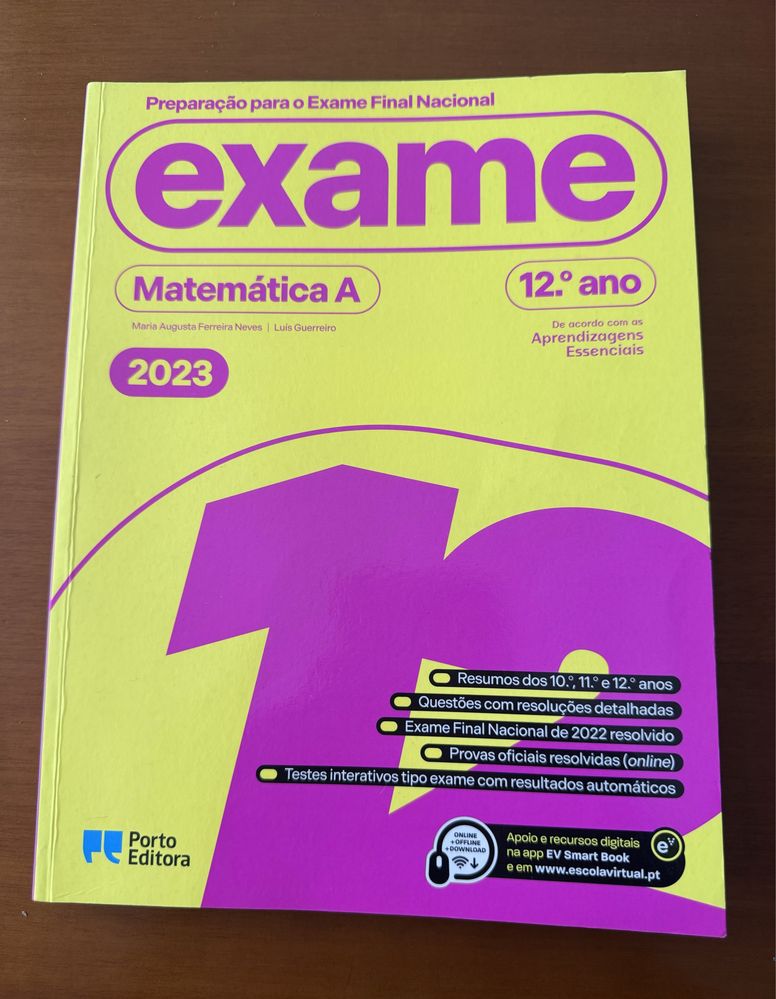 Preparação para o Exame Final Nacional
exame
Matemática A
12.º ano
Maria Augusta Ferreira Neves | Luís Guerreiro
De acordo com as
Aprendizagens
Essenciais
2023
12
Resumos dos 10.º, 11.º e 12.º anos
Questões com resoluções detalhadas
Exame Final Nacional de 2022 resolvido
Provas oficiais resolvidas (online)
Testes interativos tipo exame com resultados automáticos
Porto
Editora
ONLINE
+ OFFLINE
+ DOWNLOAD
Apoio e recursos digitais
na app EV Smart Book
e em www.escolavirtual.pt
e